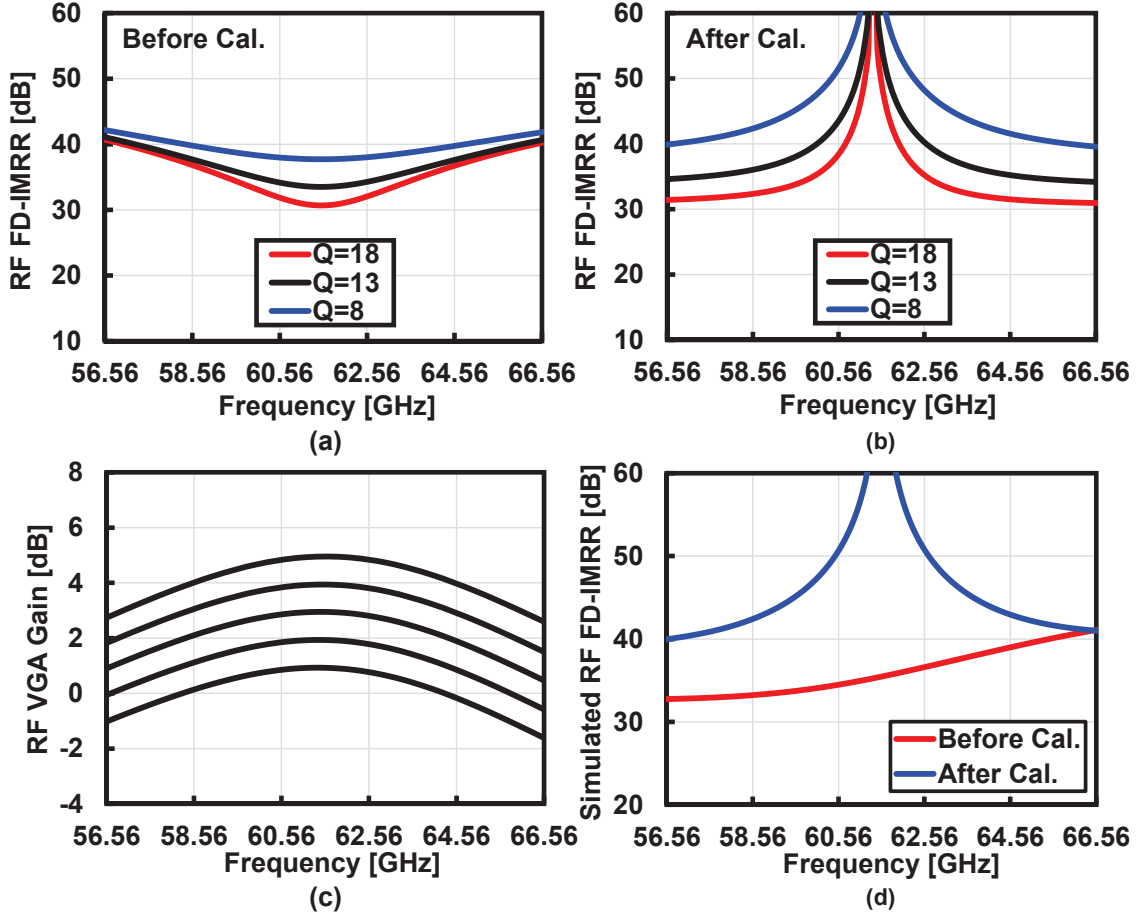 RF FD-IMRR [dB]
60
50
40
30
20
10
Before Cal.
Q=18
Q=13
Q=8
56.56 58.56 60.56 62.56 64.56 66.56
Frequency [GHz]
(a)
RF FD-IMRR [dB]
60
50
40
30
20
10
After Cal.
Q=18
Q=13
Q=8
56.56 58.56 60.56 62.56 64.56 66.56
Frequency [GHz]
(b)
RF VGA Gain [dB]
8
6
4
2
0
-2
-4
56.56 58.56 60.56 62.56 64.56 66.56
Frequency [GHz]
(c)
Simulated RF FD-IMRR [dB]
60
50
40
30
20
Before Cal.
After Cal.
56.56 58.56 60.56 62.56 64.56 66.56
Frequency [GHz]
(d)